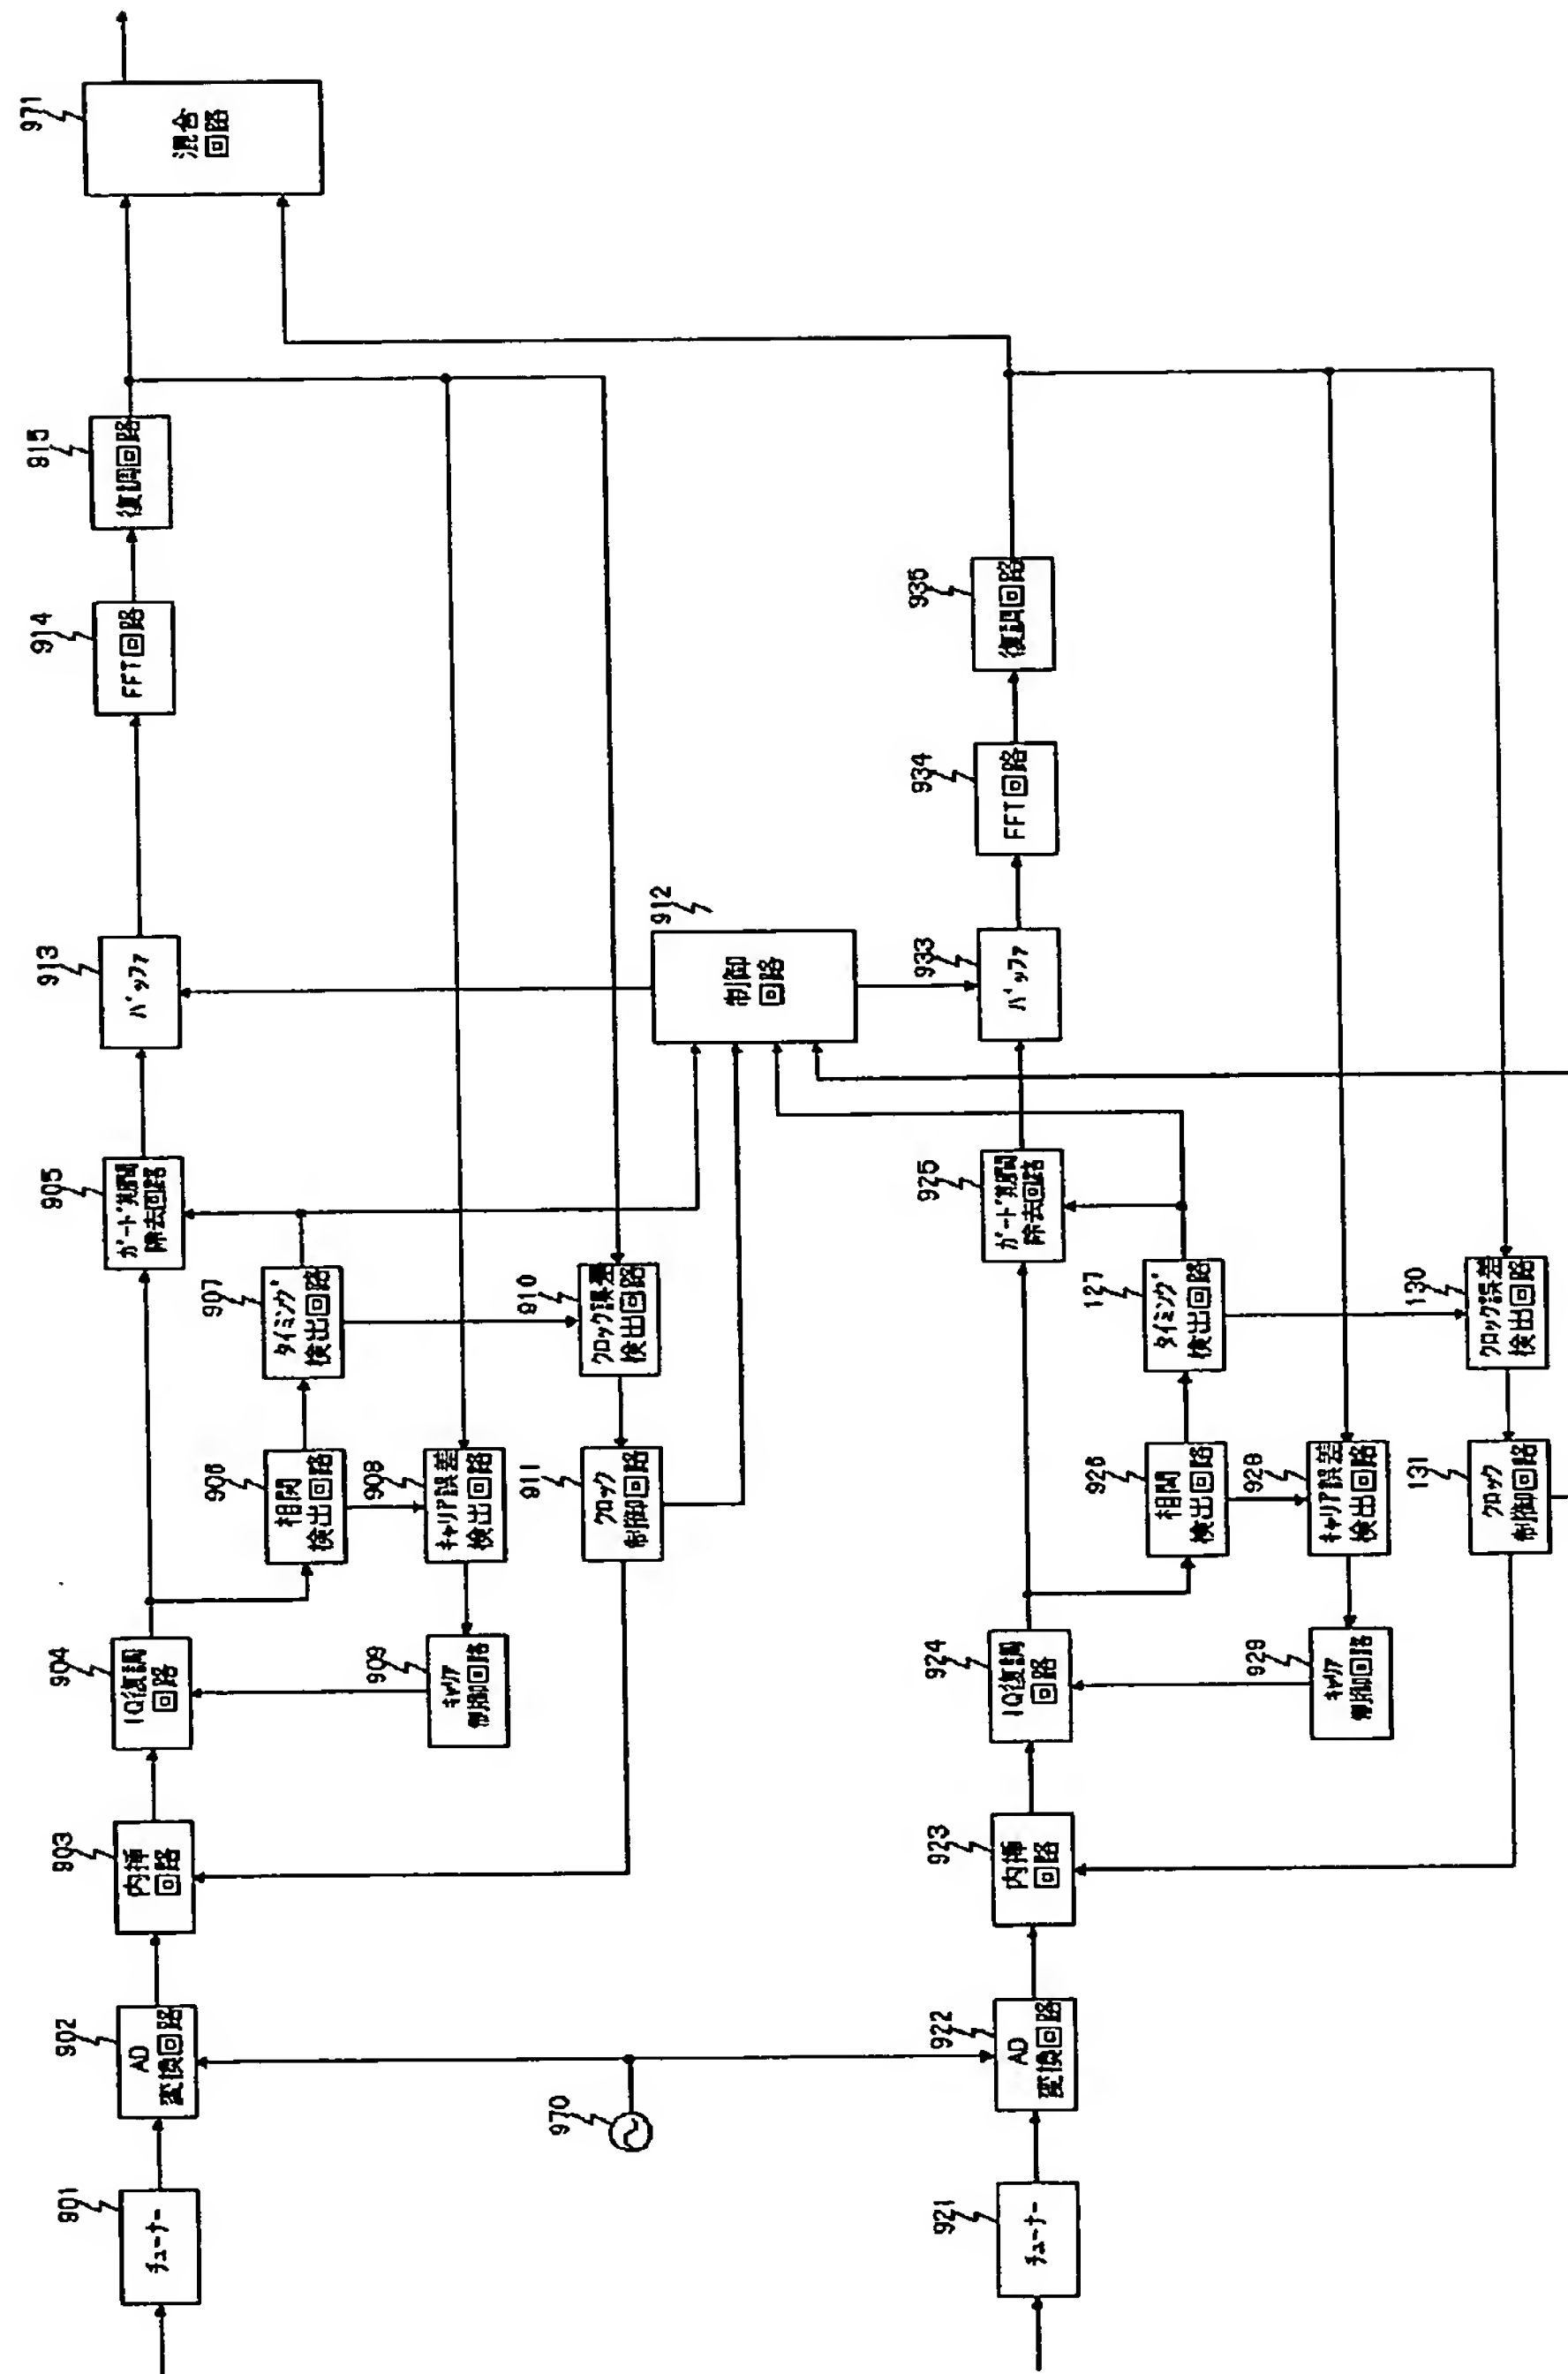 901
チューナー
902
AD
変換回路
903
内挿
回路
904
IQ復調
回路
905
ガード期間
除去回路
913
バッファ
914
FFT回路
915
復調回路
971
混合
回路
906
相関
検出回路
907
タイミング
検出回路
909
キャリア
制御回路
908
キャリア誤差
検出回路
911
クロック
制御回路
910
クロック誤差
検出回路
970
912
制御
回路
921
チューナー
922
AD
変換回路
923
内挿
回路
924
IQ復調
回路
925
ガード期間
除去回路
933
バッファ
934
FFT回路
935
復調回路
926
相関
検出回路
127
タイミング
検出回路
929
キャリア
制御回路
928
キャリア誤差
検出回路
131
クロック
制御回路
130
クロック誤差
検出回路